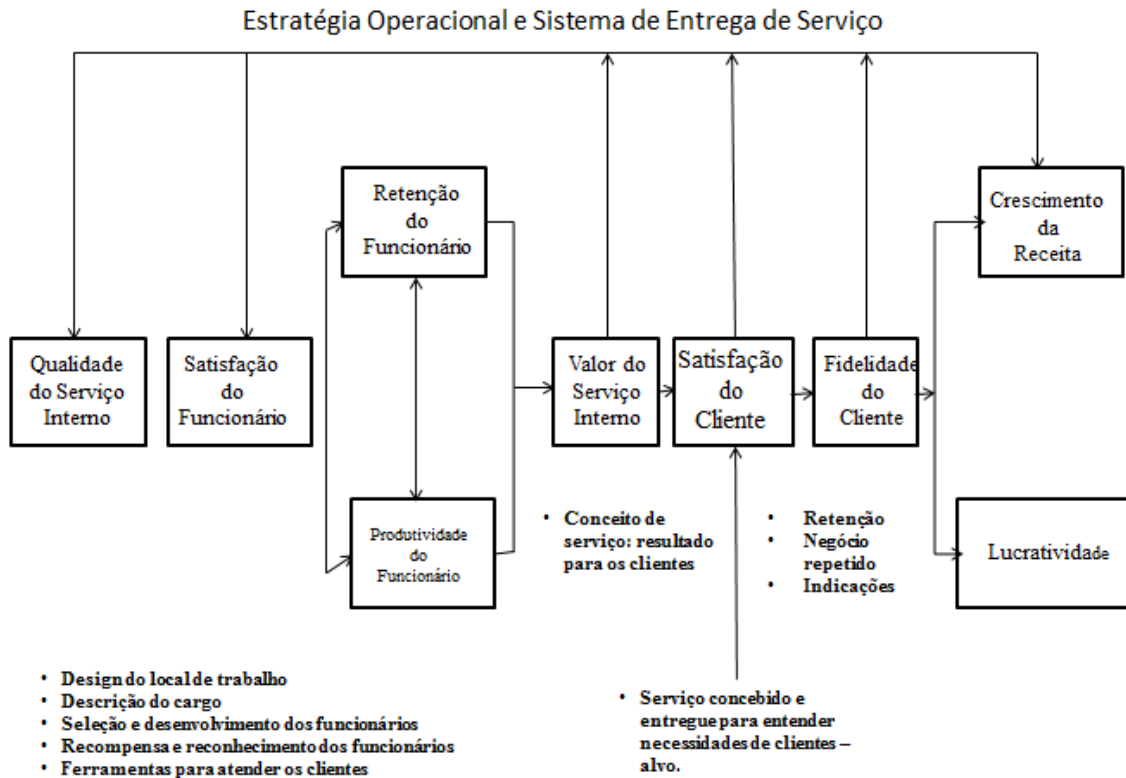 Estratégia Operacional e Sistema de Entrega de Serviço
Retenção
do
Funcionário
Crescimento
da
Receita
Qualidade
do Serviço
Interno
Satisfação
do
Funcionário
Valor do
Serviço
Interno
Satisfação
do
Cliente
Fidelidade
do
Cliente
Produtividade
do
Funcionário
• Conceito de
serviço: resultado
para os clientes
• Retenção
• Negócio
repetido
• Indicações
Lucratividade
• Design do local de trabalho
• Descrição do cargo
• Seleção e desenvolvimento dos funcionários
• Recompensa e reconhecimento dos funcionários
• Ferramentas para atender os clientes
• Serviço concebido e
entregue para entender
necessidades de clientes –
alvo.